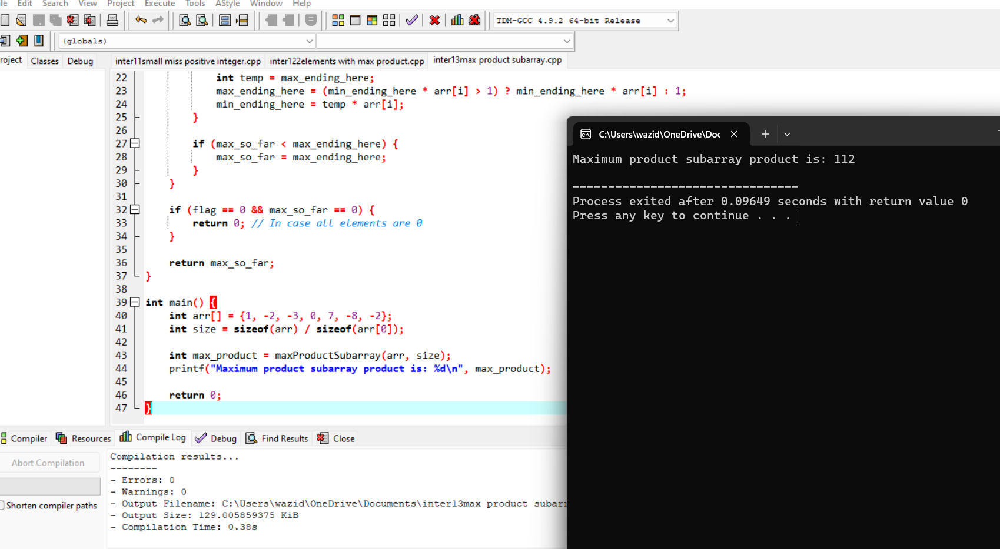 Edit Search View Project Execute Tools AStyle Window Help
TDM-GCC 4.9.2 64-bit Release
(globals)
Classes Debug
inter11small miss positive integer.cpp inter122elements with max product.cpp inter13max product subarray.cpp
22 int temp = max_ending_here;
23 max_ending_here = (min_ending_here * arr[i] > 1) ? min_ending_here * arr[i] : 1;
24 min_ending_here = temp * arr[i];
25 }
26
27 if (max_so_far < max_ending_here) {
28 max_so_far = max_ending_here;
29 }
30 }
31
32 if (flag == 0 && max_so_far == 0) {
33 return 0; // In case all elements are 0
34 }
35
36 return max_so_far;
37 }
38
39 int main() {
40 int arr[] = {1, -2, -3, 0, 7, -8, -2};
41 int size = sizeof(arr) / sizeof(arr[0]);
42
43 int max_product = maxProductSubarray(arr, size);
44 printf("Maximum product subarray product is: %d\n", max_product);
45
46 return 0;
47 }
C:\Users\wazid\OneDrive\Doc
Maximum product subarray product is: 112
--------------------------------
Process exited after 0.09649 seconds with return value 0
Press any key to continue . . .
Compiler Resources Compile Log Debug Find Results Close
Abort Compilation
Shorten compiler paths
Compilation results...
--------
- Errors: 0
- Warnings: 0
- Output Filename: C:\Users\wazid\OneDrive\Documents\inter13max product subarr
- Output Size: 129.005859375 KiB
- Compilation Time: 0.38s